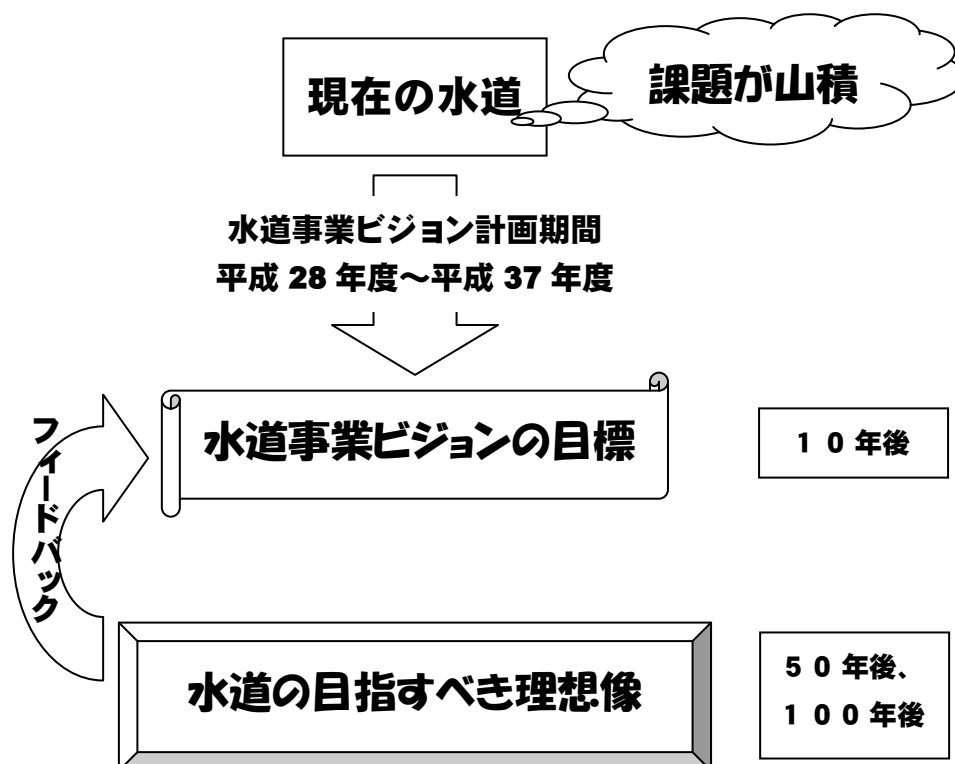 現在の水道
課題が山積
水道事業ビジョン計画期間
平成 28 年度～平成 37 年度
フィードバック
水道事業ビジョンの目標
１０年後
水道の目指すべき理想像
５０年後、
１００年後